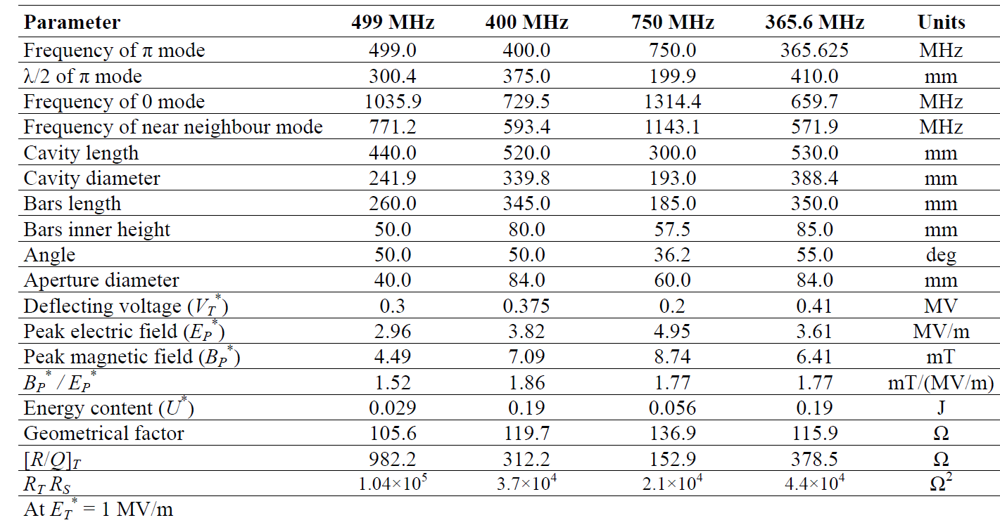 Parameter 499 MHz 400 MHz 750 MHz 365.6 MHz Units
Frequency of π mode 499.0 400.0 750.0 365.625 MHz
λ/2 of π mode 300.4 375.0 199.9 410.0 mm
Frequency of 0 mode 1035.9 729.5 1314.4 659.7 MHz
Frequency of near neighbour mode 771.2 593.4 1143.1 571.9 MHz
Cavity length 440.0 520.0 300.0 530.0 mm
Cavity diameter 241.9 339.8 193.0 388.4 mm
Bars length 260.0 345.0 185.0 350.0 mm
Bars inner height 50.0 80.0 57.5 85.0 mm
Angle 50.0 50.0 36.2 55.0 deg
Aperture diameter 40.0 84.0 60.0 84.0 mm
Deflecting voltage (V_T^*) 0.3 0.375 0.2 0.41 MV
Peak electric field (E_P^*) 2.96 3.82 4.95 3.61 MV/m
Peak magnetic field (B_P^*) 4.49 7.09 8.74 6.41 mT
B_P^* / E_P^* 1.52 1.86 1.77 1.77 mT/(MV/m)
Energy content (U^*) 0.029 0.19 0.056 0.19 J
Geometrical factor 105.6 119.7 136.9 115.9 Ω
[R/Q]_T 982.2 312.2 152.9 378.5 Ω
R_T R_S 1.04×10^5 3.7×10^4 2.1×10^4 4.4×10^4 Ω^2
At E_T^* = 1 MV/m